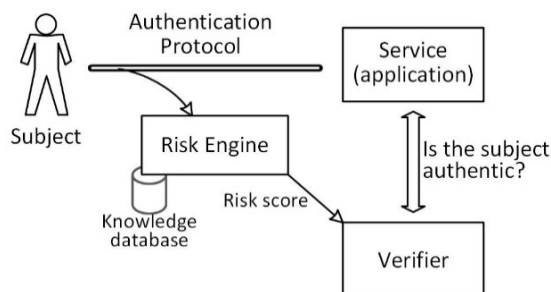 Authentication
Protocol
Service
(application)
Subject
Risk Engine
Is the subject
authentic?
Risk score
Knowledge
database
Verifier